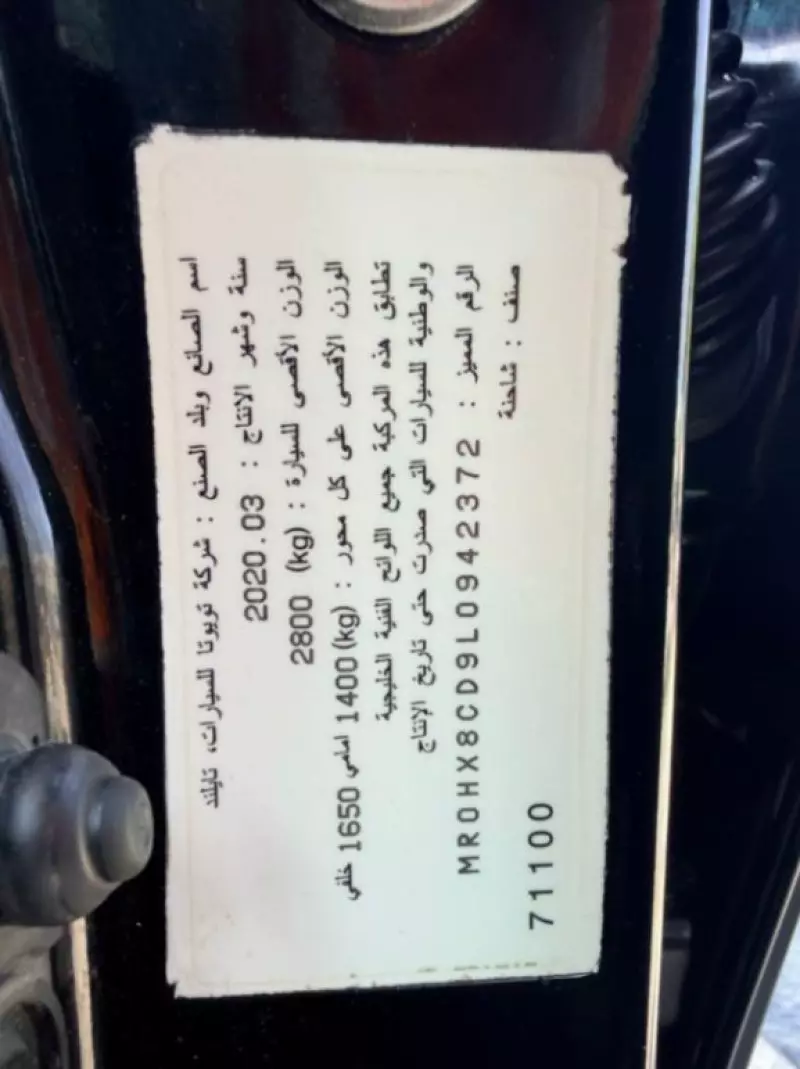 اسم الصانع وبلد الصنع : شركة تويوتا للسيارات، تايلند
سنة وشهر الانتاج : 2020.03
الوزن الأقصى للسيارة : (kg) 2800
الوزن الأقصى على كل محور : (kg) 1400 امامي 1650 خلفي
تطابق هذه المركبة جميع اللوائح الفنية الخليجية
والوطنية للسيارات التي صدرت حتى تاريخ الإنتاج
الرقم المميز : MR0HX8CD9L0942372
صنف : شاحنة
71100